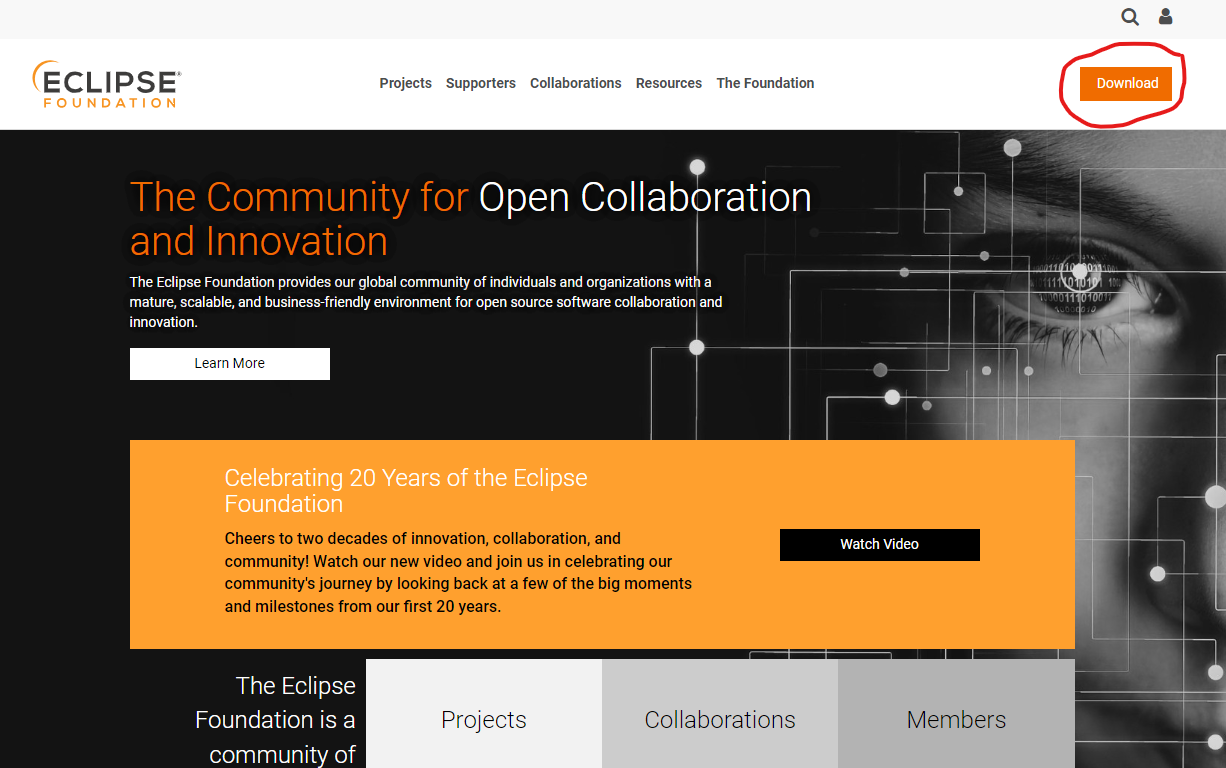 ECLIPSE®
FOUNDATION
Projects Supporters Collaborations Resources The Foundation
Download
The Community for Open Collaboration
and Innovation
The Eclipse Foundation provides our global community of individuals and organizations with a
mature, scalable, and business-friendly environment for open source software collaboration and
innovation.
Learn More
Celebrating 20 Years of the Eclipse
Foundation
Cheers to two decades of innovation, collaboration, and
community! Watch our new video and join us in celebrating our
community's journey by looking back at a few of the big moments
and milestones from our first 20 years.
Watch Video
The Eclipse
Foundation is a
community of
Projects
Collaborations
Members